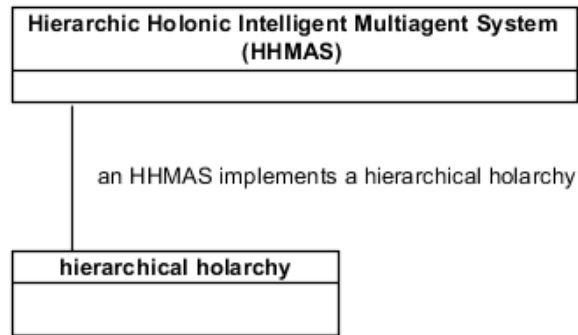 Hierarchic Holonic Intelligent Multiagent System
(HHMAS)
an HHMAS implements a hierarchical holarchy
hierarchical holarchy